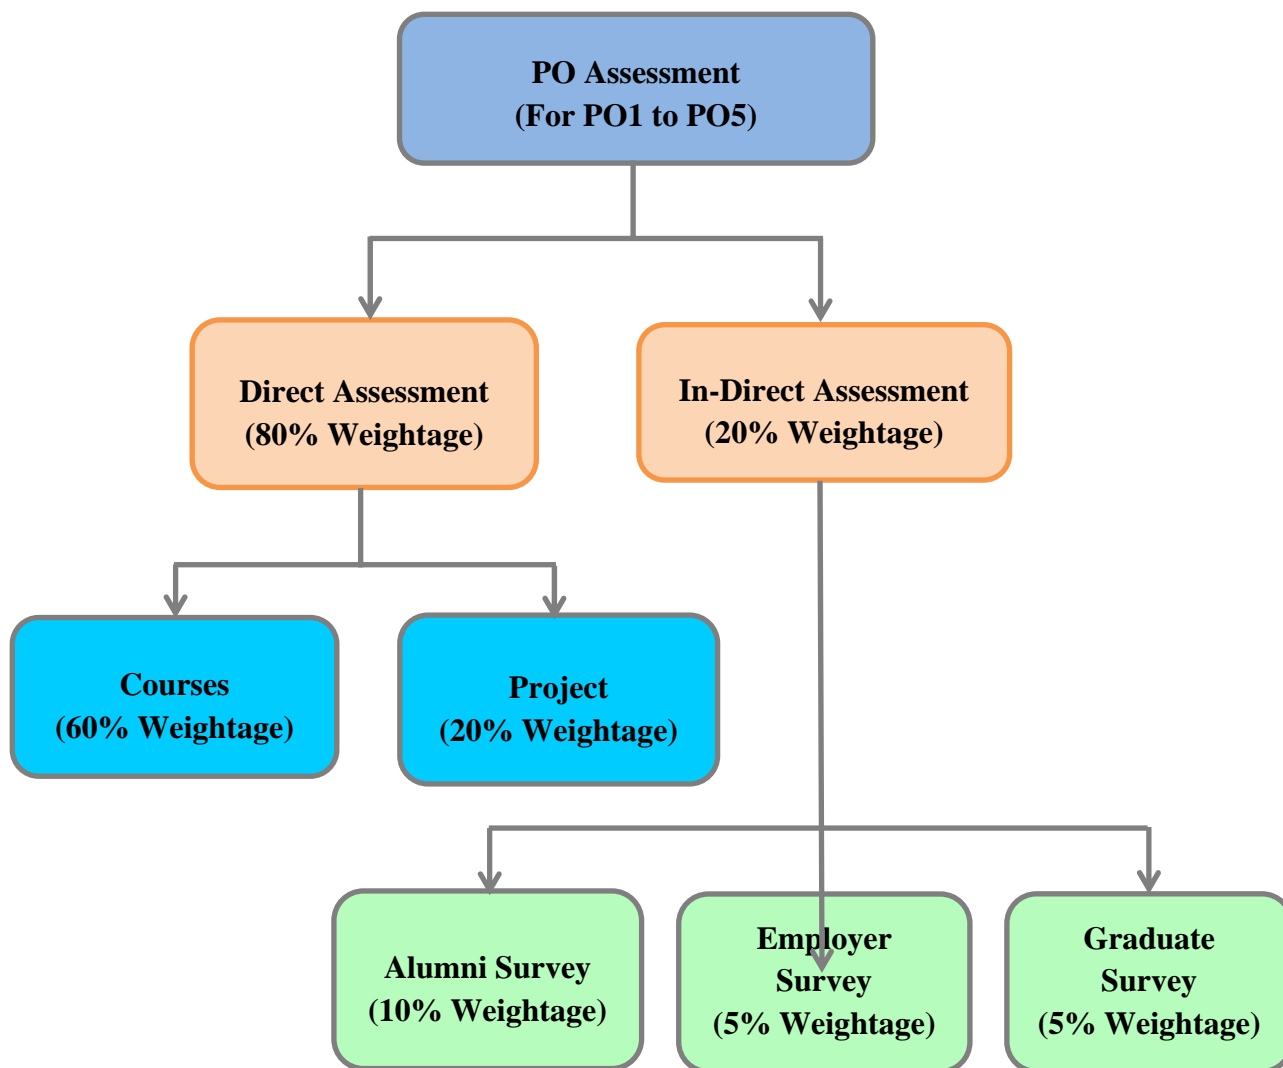 PO Assessment
(For PO1 to PO5)
Direct Assessment
(80% Weightage)
In-Direct Assessment
(20% Weightage)
Courses
(60% Weightage)
Project
(20% Weightage)
Alumni Survey
(10% Weightage)
Employer
Survey
(5% Weightage)
Graduate
Survey
(5% Weightage)